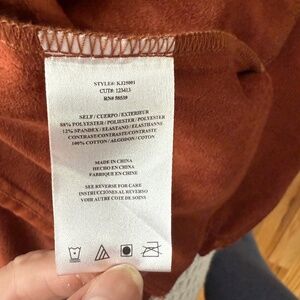 STYLE# KJ25001
CUT#: 123413
RN# 58539
SELF / CUERPO / EXTERIEUR
88% POLYESTER / POLIESTER / POLYESTER
12% SPANDEX / ELASTANO / ELASTHANNE
CONTRAST/CONTRASTE/CONTRASTE
100% COTTON / ALGODON / COTON
MADE IN CHINA
HECHO EN CHINA
FABRIQUE EN CHINE
SEE REVERSE FOR CARE
INSTRUCCIONES AL REVERSO
VOIR AUTRE COTE DE SOINS